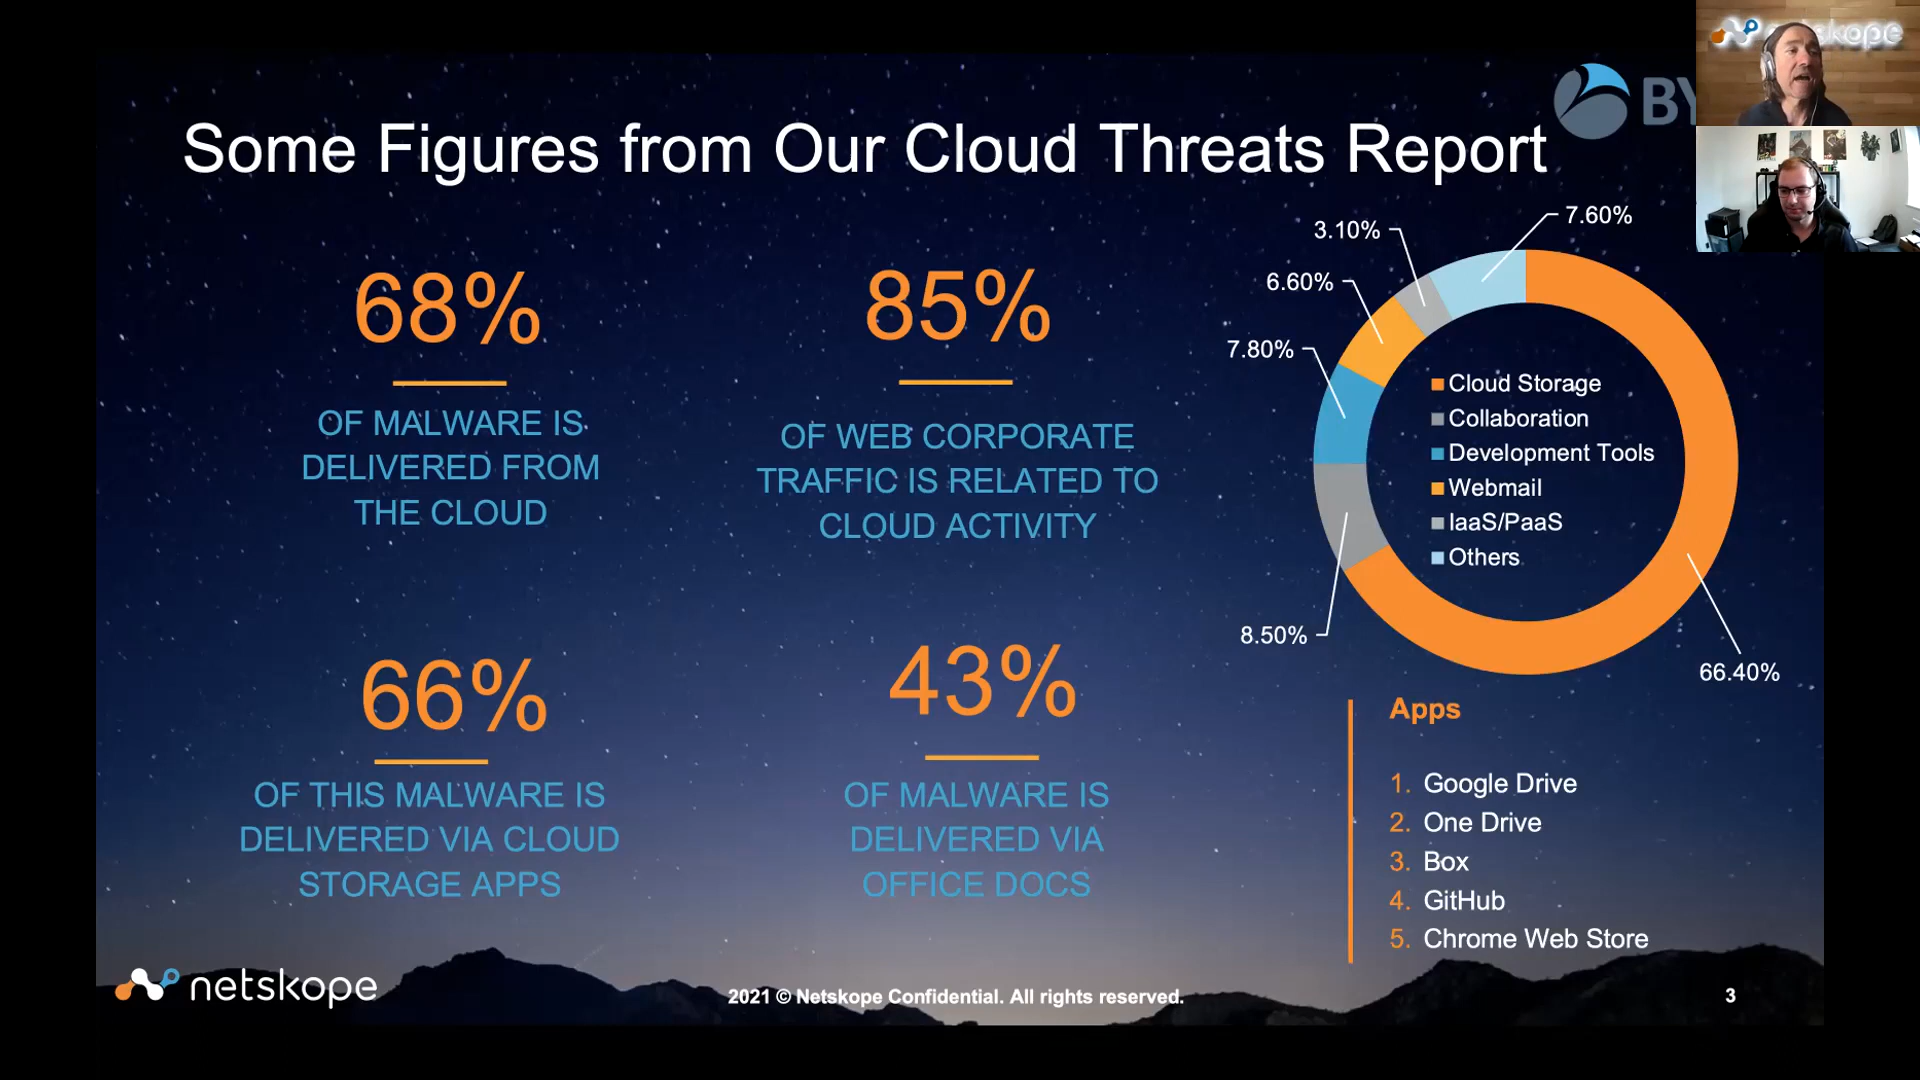 netskope
BY
Some Figures from Our Cloud Threats Report
68%
OF MALWARE IS
DELIVERED FROM
THE CLOUD
85%
OF WEB CORPORATE
TRAFFIC IS RELATED TO
CLOUD ACTIVITY
66%
OF THIS MALWARE IS
DELIVERED VIA CLOUD
STORAGE APPS
43%
OF MALWARE IS
DELIVERED VIA
OFFICE DOCS
7.60%
3.10%
6.60%
7.80%
8.50%
66.40%
Cloud Storage
Collaboration
Development Tools
Webmail
IaaS/PaaS
Others
Apps
1. Google Drive
2. One Drive
3. Box
4. GitHub
5. Chrome Web Store
netskope
2021 © Netskope Confidential. All rights reserved.
3